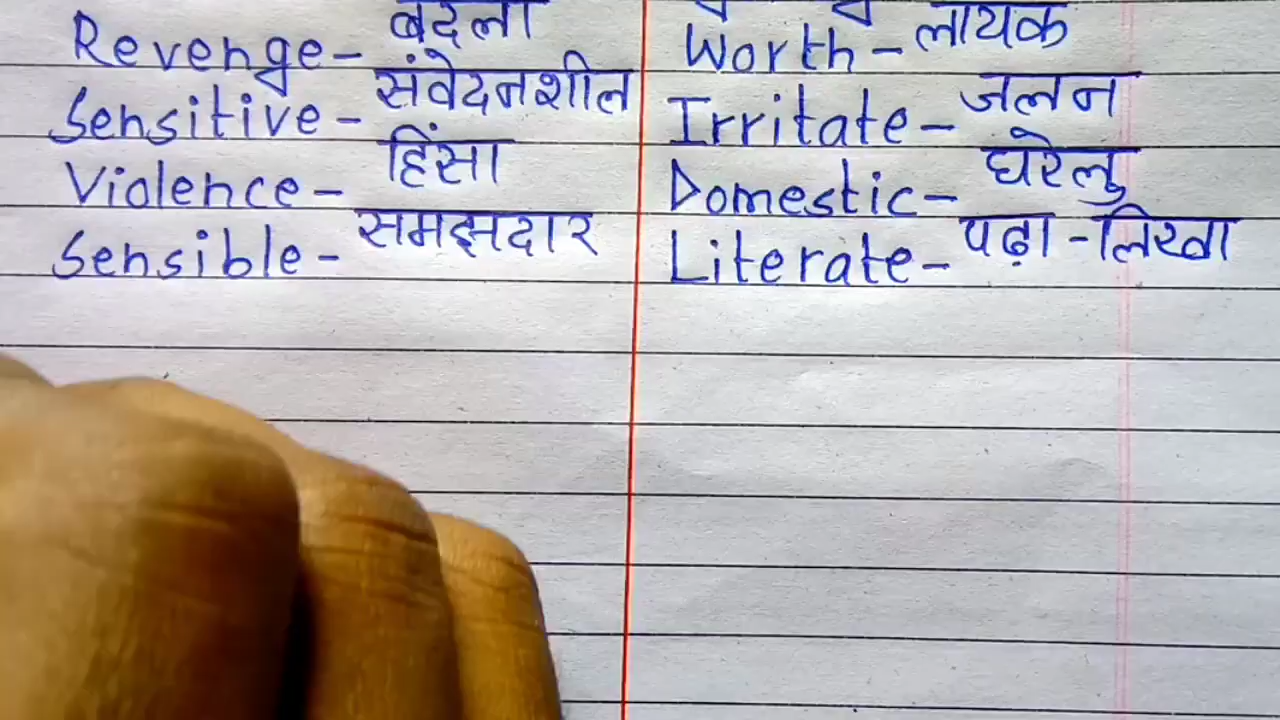 Revenge - बदला
Sensitive - संवेदनशील
Violence - हिंसा
Sensible - समझदार
Worth - लायक
Irritate - जलन
Domestic - घरेलु
Literate - पढ़ा - लिखा